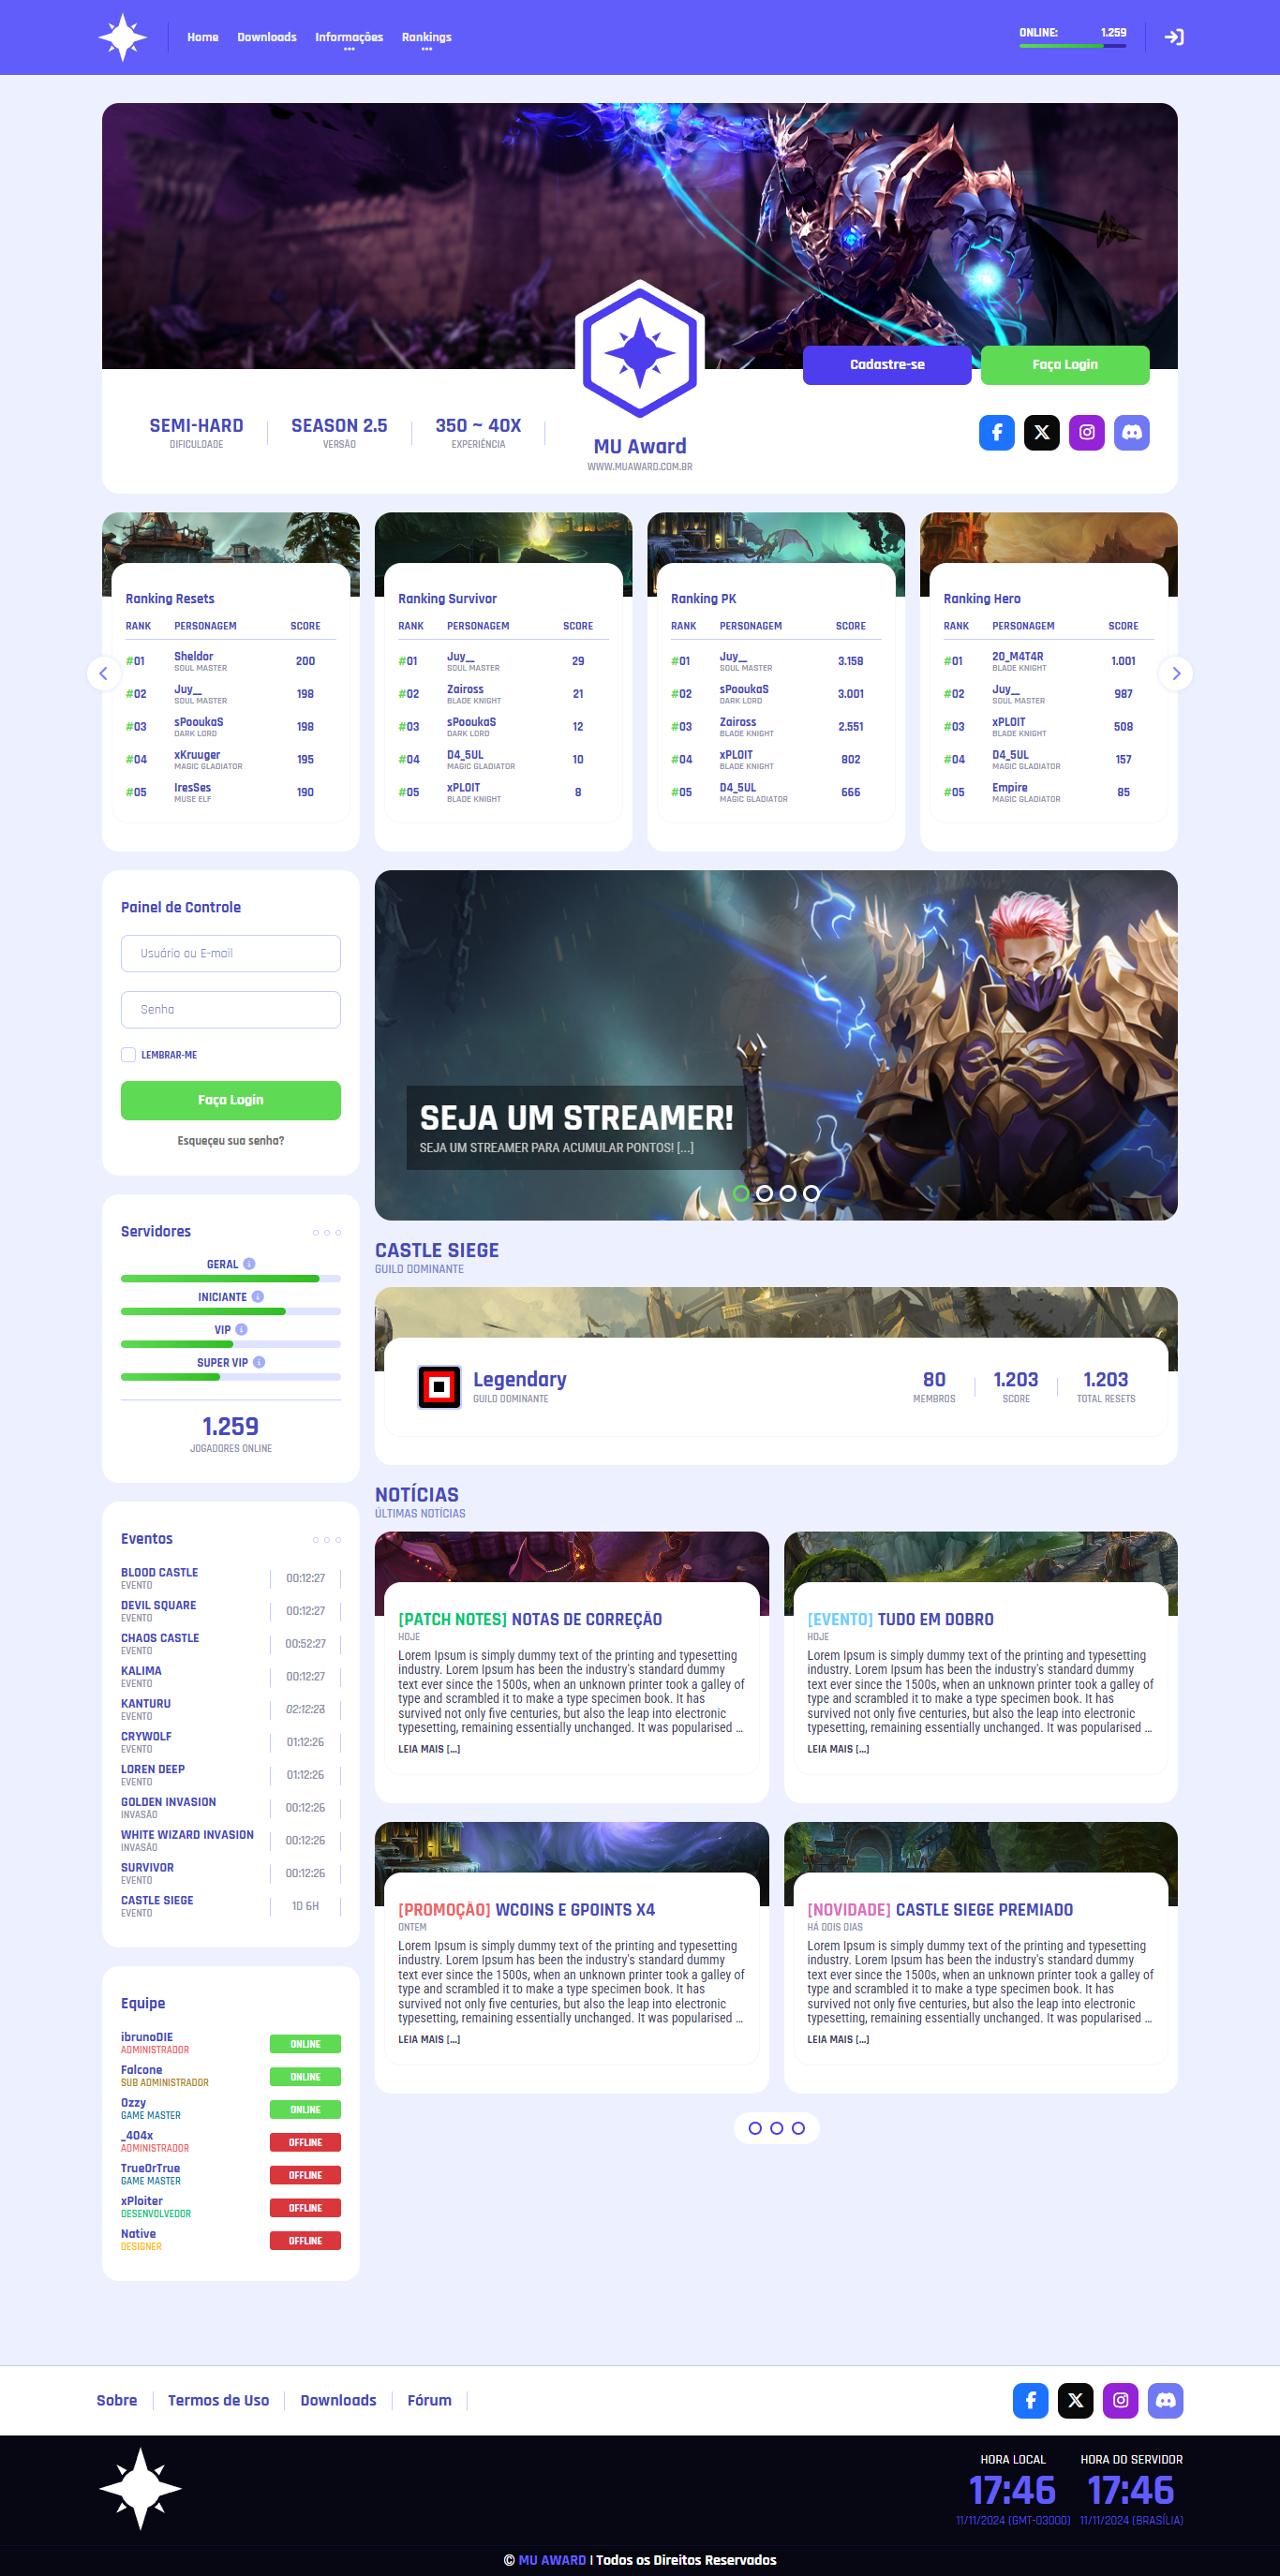 Home Downloads Informações Rankings ONLINE: 1.259
Cadastre-se Faça Login
SEMI-HARD SEASON 2.5 350 ~ 40X
DIFICULDADE VERSÃO EXPERIÊNCIA
MU Award
WWW.MUAWARD.COM.BR
Ranking Resets
RANK PERSONAGEM SCORE
#01 Sheldor 200
SOUL MASTER
#02 Juy__ 198
SOUL MASTER
#03 sPooukaS 198
DARK LORD
#04 xKruuger 195
MAGIC GLADIATOR
#05 IresSes 190
MUSE ELF
Ranking Survivor
RANK PERSONAGEM SCORE
#01 Juy__ 29
SOUL MASTER
#02 Zaiross 21
BLADE KNIGHT
#03 sPooukaS 12
DARK LORD
#04 D4_5UL 10
MAGIC GLADIATOR
#05 xPLOIT 8
BLADE KNIGHT
Ranking PK
RANK PERSONAGEM SCORE
#01 Juy__ 3.158
SOUL MASTER
#02 sPooukaS 3.001
DARK LORD
#03 Zaiross 2.551
BLADE KNIGHT
#04 xPLOIT 802
BLADE KNIGHT
#05 D4_5UL 666
MAGIC GLADIATOR
Ranking Hero
RANK PERSONAGEM SCORE
#01 20_M4T4R 1.001
BLADE KNIGHT
#02 Juy__ 987
SOUL MASTER
#03 xPLOIT 508
BLADE KNIGHT
#04 D4_5UL 157
MAGIC GLADIATOR
#05 Empire 85
MAGIC GLADIATOR
Painel de Controle
Usuário ou E-mail
Senha
LEMBRAR-ME
Faça Login
Esqueçeu sua senha?
SEJA UM STREAMER!
SEJA UM STREAMER PARA ACUMULAR PONTOS! [...]
Servidores
GERAL
INICIANTE
VIP
SUPER VIP
1.259
JOGADORES ONLINE
CASTLE SIEGE
GUILD DOMINANTE
Legendary
GUILD DOMINANTE
80 1.203 1.203
MEMBROS SCORE TOTAL RESETS
Eventos
BLOOD CASTLE 00:12:27
EVENTO
DEVIL SQUARE 00:12:27
EVENTO
CHAOS CASTLE 00:52:27
EVENTO
KALIMA 00:12:27
EVENTO
KANTURU 02:12:23
EVENTO
CRYWOLF 01:12:26
EVENTO
LOREN DEEP 01:12:26
EVENTO
GOLDEN INVASION 00:12:26
INVASÃO
WHITE WIZARD INVASION 00:12:26
INVASÃO
SURVIVOR 00:12:26
EVENTO
CASTLE SIEGE 1D 6H
EVENTO
NOTÍCIAS
ÚLTIMAS NOTÍCIAS
[PATCH NOTES] NOTAS DE CORREÇÃO
HOJE
Lorem Ipsum is simply dummy text of the printing and typesetting
industry. Lorem Ipsum has been the industry's standard dummy
text ever since the 1500s, when an unknown printer took a galley of
type and scrambled it to make a type specimen book. It has
survived not only five centuries, but also the leap into electronic
typesetting, remaining essentially unchanged. It was popularised ...
LEIA MAIS [...]
[EVENTO] TUDO EM DOBRO
HOJE
Lorem Ipsum is simply dummy text of the printing and typesetting
industry. Lorem Ipsum has been the industry's standard dummy
text ever since the 1500s, when an unknown printer took a galley of
type and scrambled it to make a type specimen book. It has
survived not only five centuries, but also the leap into electronic
typesetting, remaining essentially unchanged. It was popularised ...
LEIA MAIS [...]
[PROMOÇÃO] WCOINS E GPOINTS X4
ONTEM
Lorem Ipsum is simply dummy text of the printing and typesetting
industry. Lorem Ipsum has been the industry's standard dummy
text ever since the 1500s, when an unknown printer took a galley of
type and scrambled it to make a type specimen book. It has
survived not only five centuries, but also the leap into electronic
typesetting, remaining essentially unchanged. It was popularised ...
LEIA MAIS [...]
[NOVIDADE] CASTLE SIEGE PREMIADO
HÁ DOIS DIAS
Lorem Ipsum is simply dummy text of the printing and typesetting
industry. Lorem Ipsum has been the industry's standard dummy
text ever since the 1500s, when an unknown printer took a galley of
type and scrambled it to make a type specimen book. It has
survived not only five centuries, but also the leap into electronic
typesetting, remaining essentially unchanged. It was popularised ...
LEIA MAIS [...]
Equipe
ibrunoDIE ONLINE
ADMINISTRADOR
Falcone ONLINE
SUB ADMINISTRADOR
Ozzy ONLINE
GAME MASTER
_404x OFFLINE
ADMINISTRADOR
TrueOrTrue OFFLINE
GAME MASTER
xPloiter OFFLINE
DESENVOLVEDOR
Native OFFLINE
DESIGNER
Sobre Termos de Uso Downloads Fórum
HORA LOCAL HORA DO SERVIDOR
17:46 17:46
11/11/2024 (GMT-03000) 11/11/2024 (BRASÍLIA)
© MU AWARD | Todos os Direitos Reservados